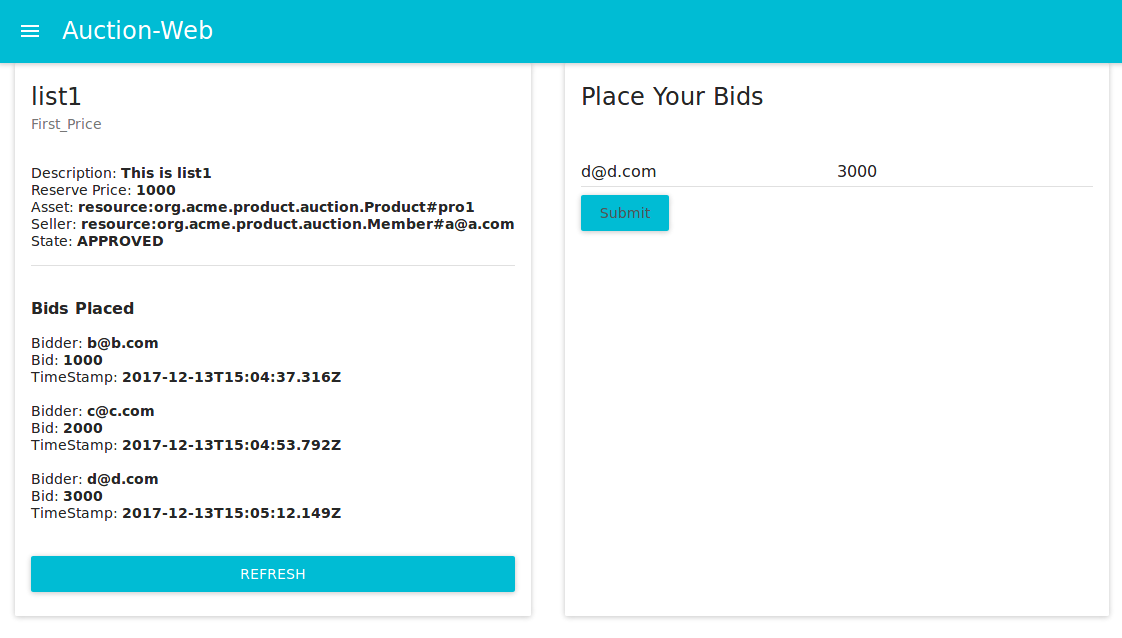 Auction-Web
list1
First_Price
Description: This is list1
Reserve Price: 1000
Asset: resource:org.acme.product.auction.Product#pro1
Seller: resource:org.acme.product.auction.Member#a@a.com
State: APPROVED
Bids Placed
Bidder: b@b.com
Bid: 1000
TimeStamp: 2017-12-13T15:04:37.316Z
Bidder: c@c.com
Bid: 2000
TimeStamp: 2017-12-13T15:04:53.792Z
Bidder: d@d.com
Bid: 3000
TimeStamp: 2017-12-13T15:05:12.149Z
REFRESH
Place Your Bids
d@d.com 3000
Submit